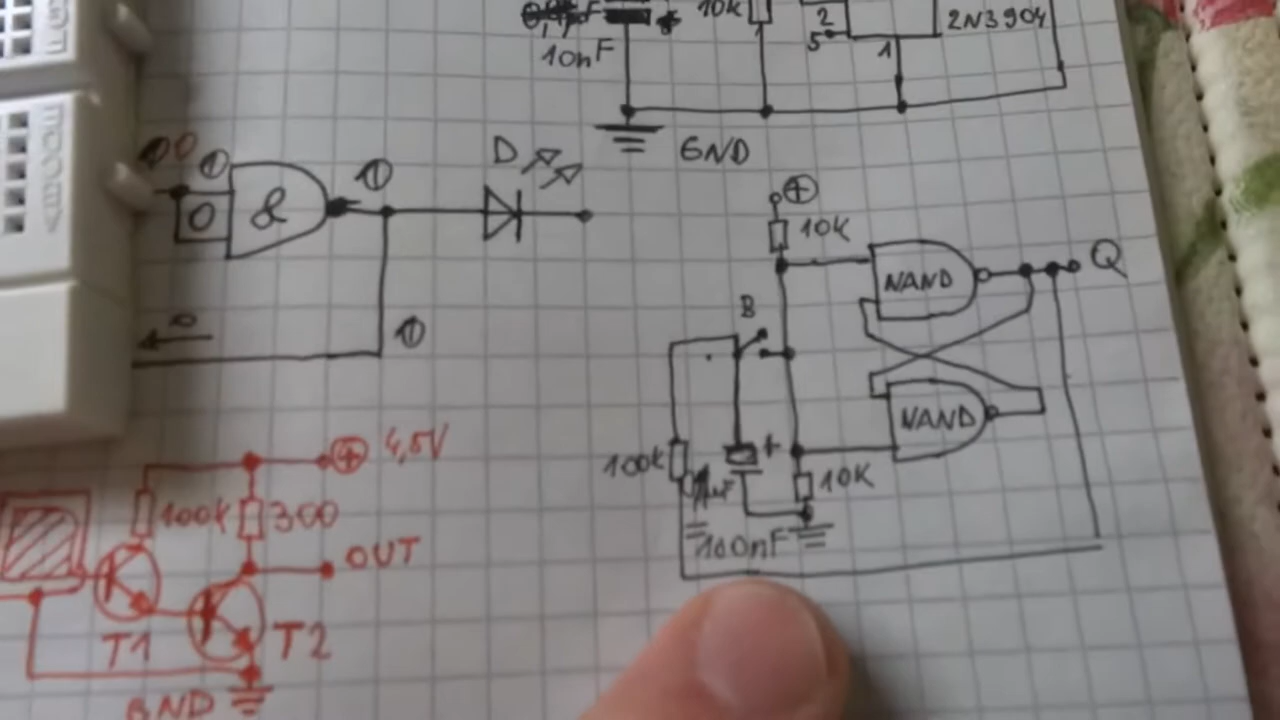 10nF
10k
2
5
1
2N3904
GND
D
&
0
10k
NAND
Q
B
NAND
100k
+
10K
100nF
4,5V
100k
300
OUT
T1
T2
GND